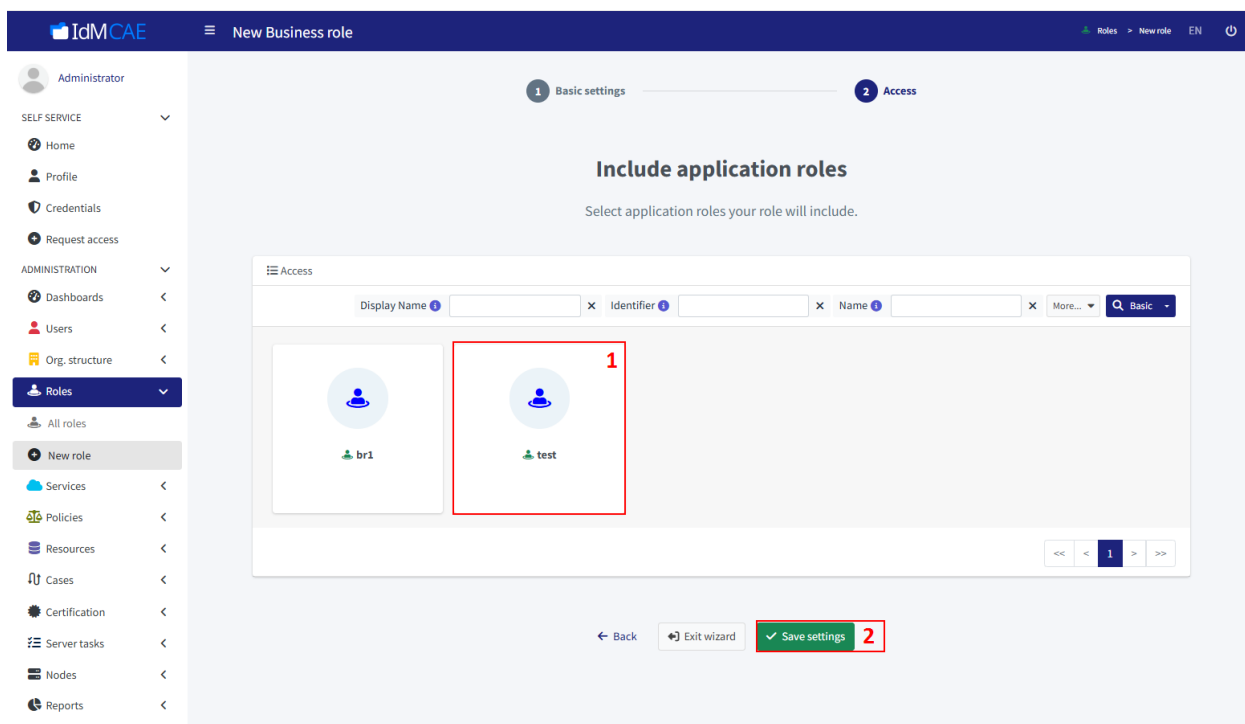 IdMCAE
New Business role
Roles > New role EN
Administrator
SELF SERVICE
Home
Profile
Credentials
Request access
ADMINISTRATION
Dashboards
Users
Org. structure
Roles
All roles
New role
Services
Policies
Resources
Cases
Certification
Server tasks
Nodes
Reports
1 Basic settings
2 Access
Include application roles
Select application roles your role will include.
Access
Display Name Identifier Name More... Basic
1
br1
test
<< < 1 > >>
Back Exit wizard Save settings 2